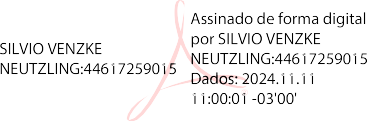 SILVIO VENZKE
NEUTZLING:44617259015
Assinado de forma digital
por SILVIO VENZKE
NEUTZLING:44617259015
Dados: 2024.11.11
11:00:01 -03'00'